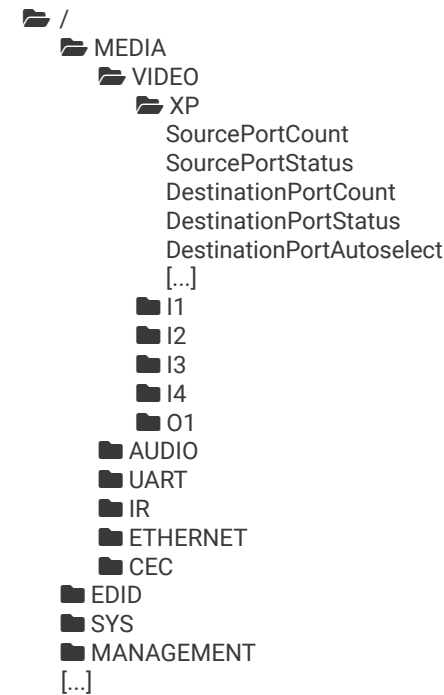 /
MEDIA
VIDEO
XP
SourcePortCount
SourcePortStatus
DestinationPortCount
DestinationPortStatus
DestinationPortAutoselect
[...]
I1
I2
I3
I4
O1
AUDIO
UART
IR
ETHERNET
CEC
EDID
SYS
MANAGEMENT
[...]